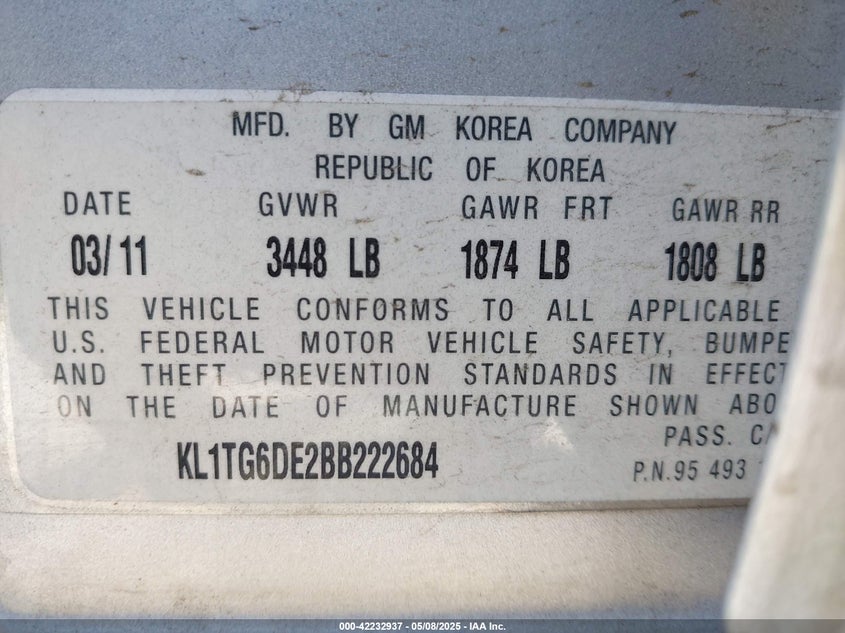 MFD. BY GM KOREA COMPANY
REPUBLIC OF KOREA
DATE GVWR GAWR FRT GAWR RR
03/11 3448 LB 1874 LB 1808 LB
THIS VEHICLE CONFORMS TO ALL APPLICABLE
U.S. FEDERAL MOTOR VEHICLE SAFETY, BUMPE
AND THEFT PREVENTION STANDARDS IN EFFECT
ON THE DATE OF MANUFACTURE SHOWN ABO
PASS. C
KL1TG6DE2BB222684
P.N.95 493
000-42232937 - 05/08/2025 - IAA Inc.